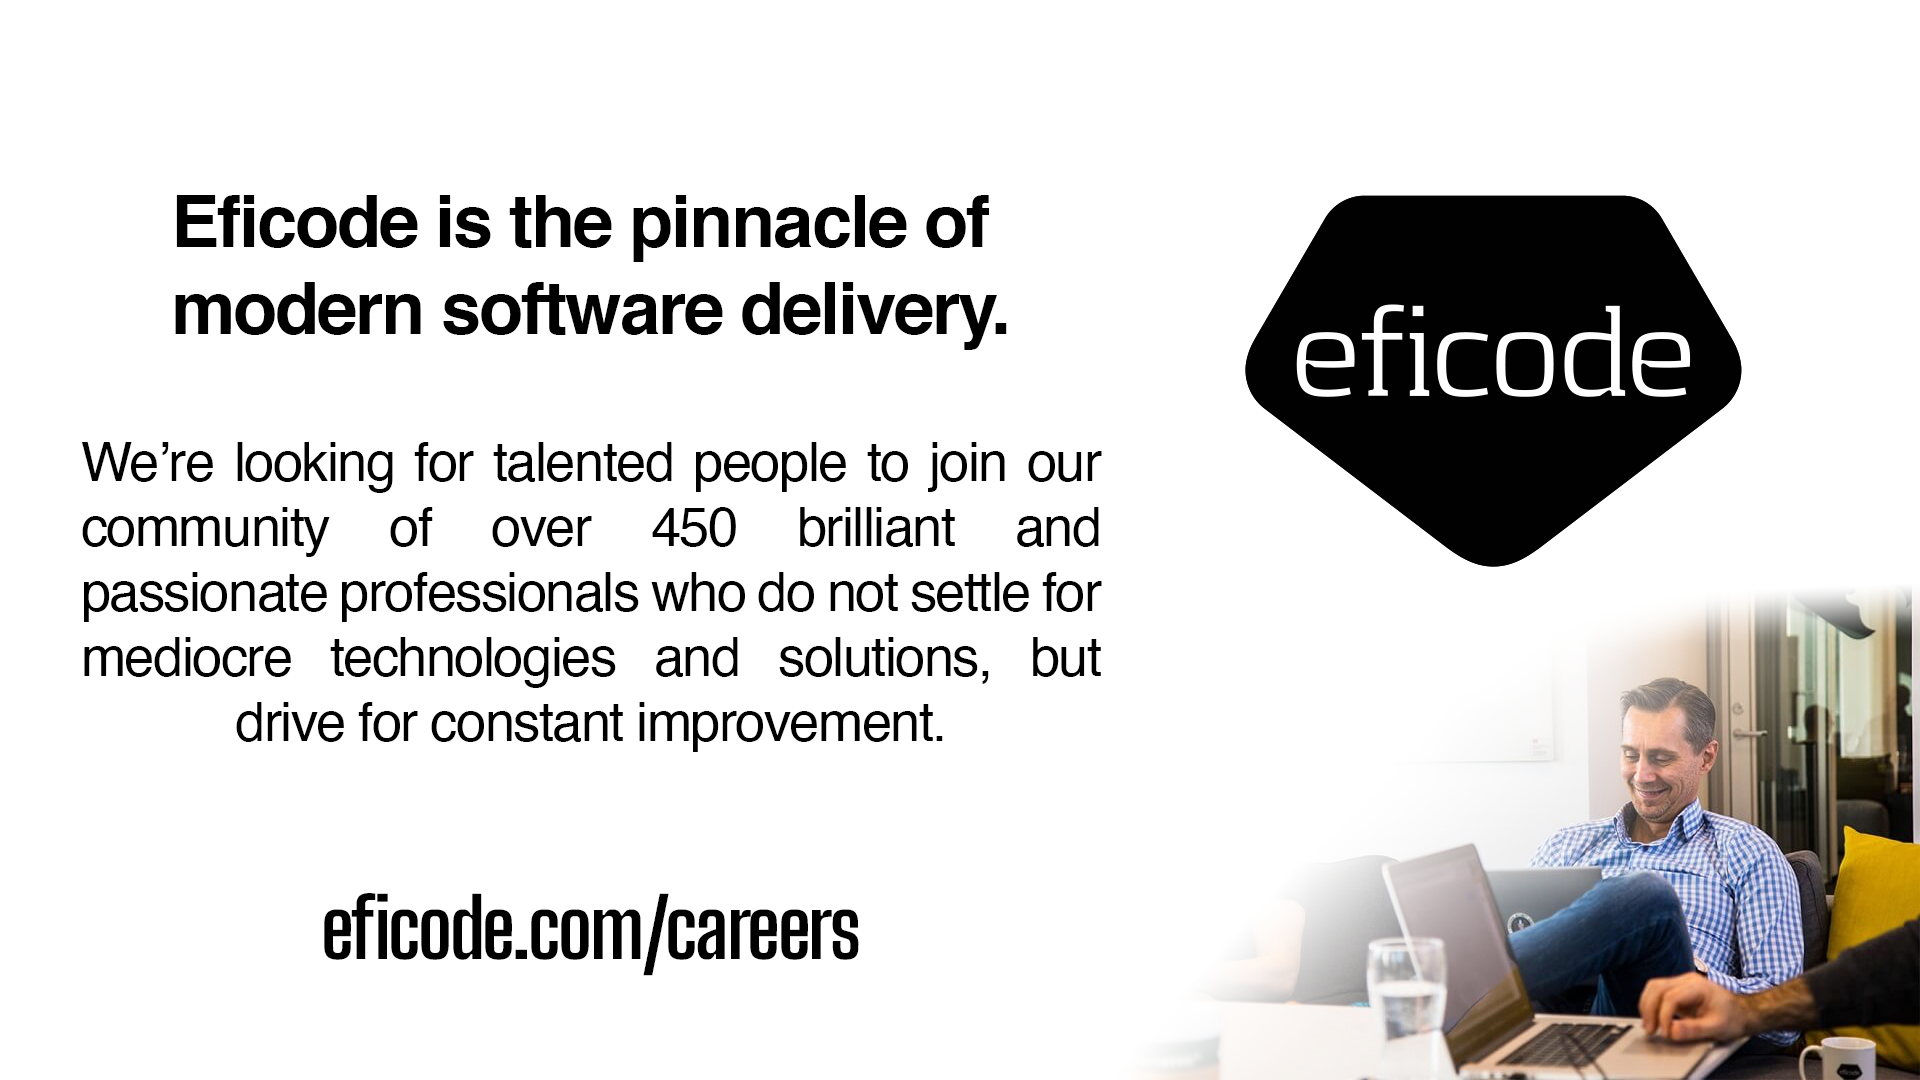 Eficode is the pinnacle of
modern software delivery.
We’re looking for talented people to join our
community of over 450 brilliant and
passionate professionals who do not settle for
mediocre technologies and solutions, but
drive for constant improvement.
eficode.com/careers
eficode